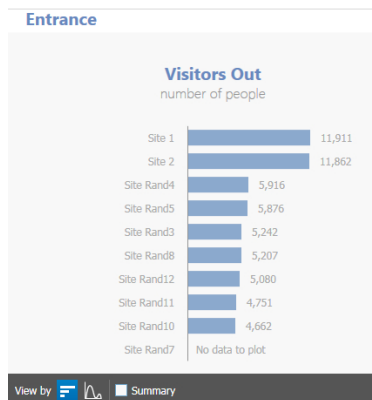 Entrance
Visitors Out
number of people
Site 1 11,911
Site 2 11,862
Site Rand4 5,916
Site Rand5 5,876
Site Rand3 5,242
Site Rand8 5,207
Site Rand12 5,080
Site Rand11 4,751
Site Rand10 4,662
Site Rand7 No data to plot
View by Summary